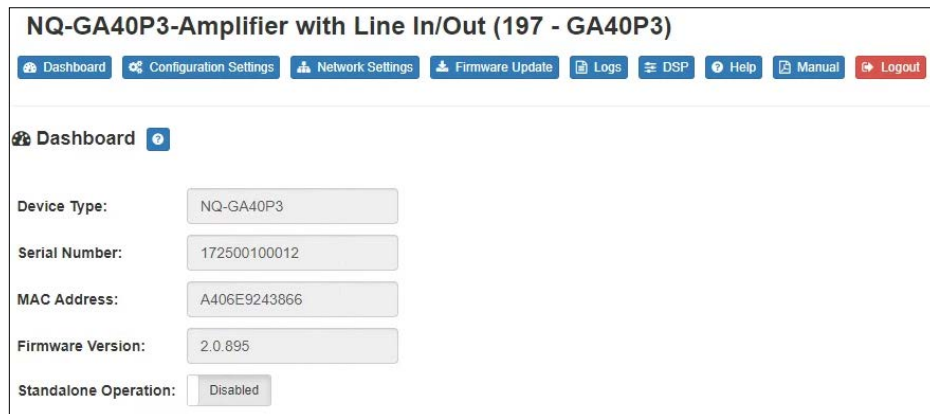 NQ-GA40P3-Amplifier with Line In/Out (197 - GA40P3)
Dashboard Configuration Settings Network Settings Firmware Update Logs DSP Help Manual Logout
Dashboard
Device Type: NQ-GA40P3
Serial Number: 172500100012
MAC Address: A406E9243866
Firmware Version: 2.0.895
Standalone Operation: Disabled